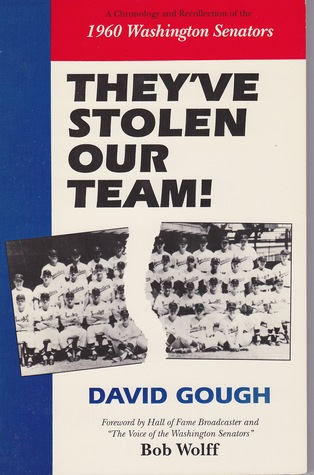 A Chronology and Recollection of the
1960 Washington Senators
THEY'VE
STOLEN
OUR
TEAM!
DAVID GOUGH
Foreword by Hall of Fame Broadcaster and
"The Voice of the Washington Senators"
Bob Wolff